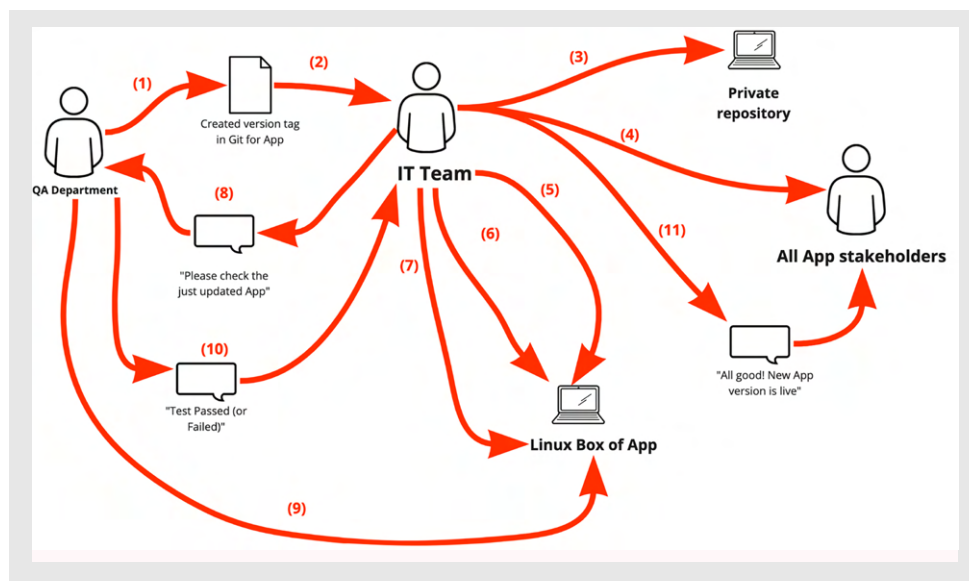 (1)
(2)
(3)
Created version tag
in Git for App
Private
repository
(4)
QA Department
IT Team
(8)
(5)
(6)
(7)
(11)
All App stakeholders
"Please check the
just updated App"
(10)
"Test Passed (or
Failed)"
"All good! New App
version is live"
Linux Box of App
(9)